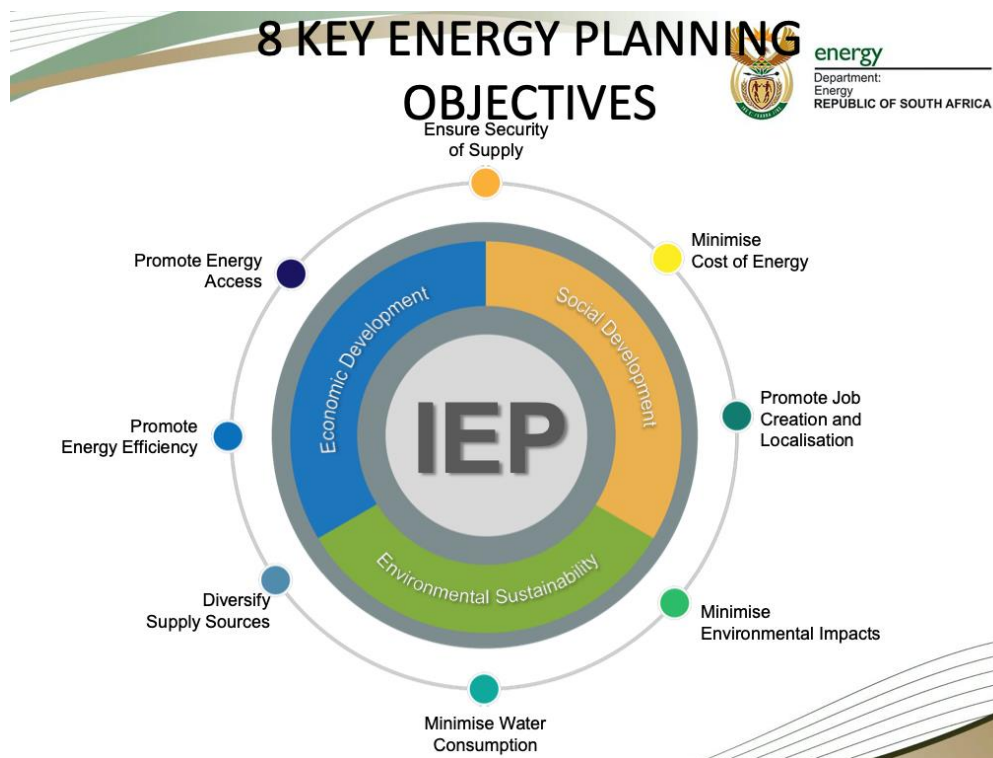 8 KEY ENERGY PLANNING
OBJECTIVES
energy
Department:
Energy
REPUBLIC OF SOUTH AFRICA
Ensure Security
of Supply
Minimise
Cost of Energy
Promote Job
Creation and
Localisation
Minimise
Environmental Impacts
Minimise Water
Consumption
Diversify
Supply Sources
Promote
Energy Efficiency
Promote Energy
Access
Economic Development
Social Development
Environmental Sustainability
IEP